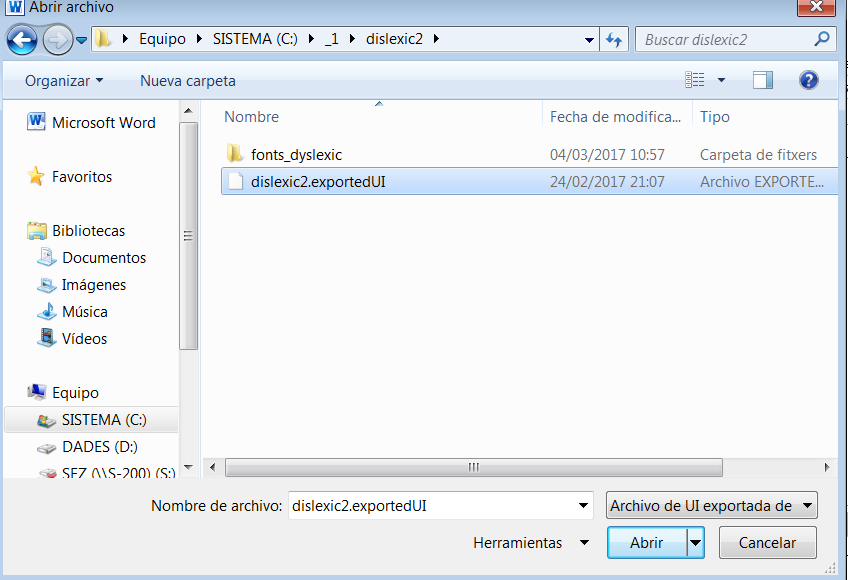 Abrir archivo
Equipo SISTEMA (C:) _1 dislexic2
Buscar dislexic2
Organizar
Nueva carpeta
Microsoft Word
Favoritos
Bibliotecas
Documentos
Imágenes
Música
Vídeos
Equipo
SISTEMA (C:)
DADES (D:)
SFZ (\\S-200) (S:)
Nombre Fecha de modifica... Tipo
fonts_dyslexic 04/03/2017 10:57 Carpeta de fitxers
dislexic2.exportedUI 24/02/2017 21:07 Archivo EXPORTE...
Nombre de archivo: dislexic2.exportedUI Archivo de UI exportada de
Herramientas Abrir Cancelar